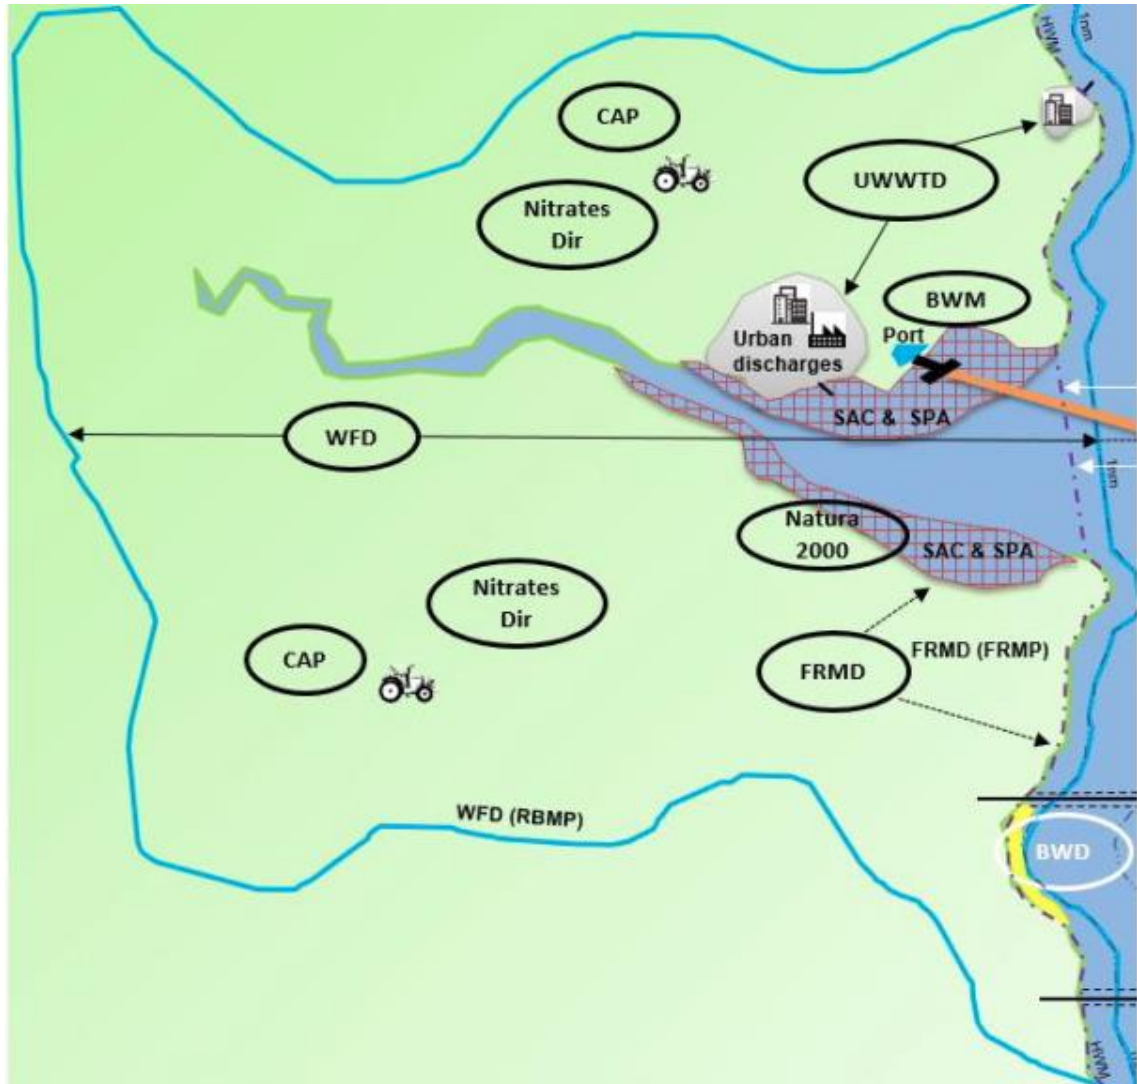 HWM
1nm
CAP
UWWTD
Nitrates
Dir
BWM
Port
Urban
discharges
SAC & SPA
WFD
1nm
Natura
2000
SAC & SPA
Nitrates
Dir
CAP
FRMD
FRMD (FRMP)
WFD (RBMP)
BWD
HWM